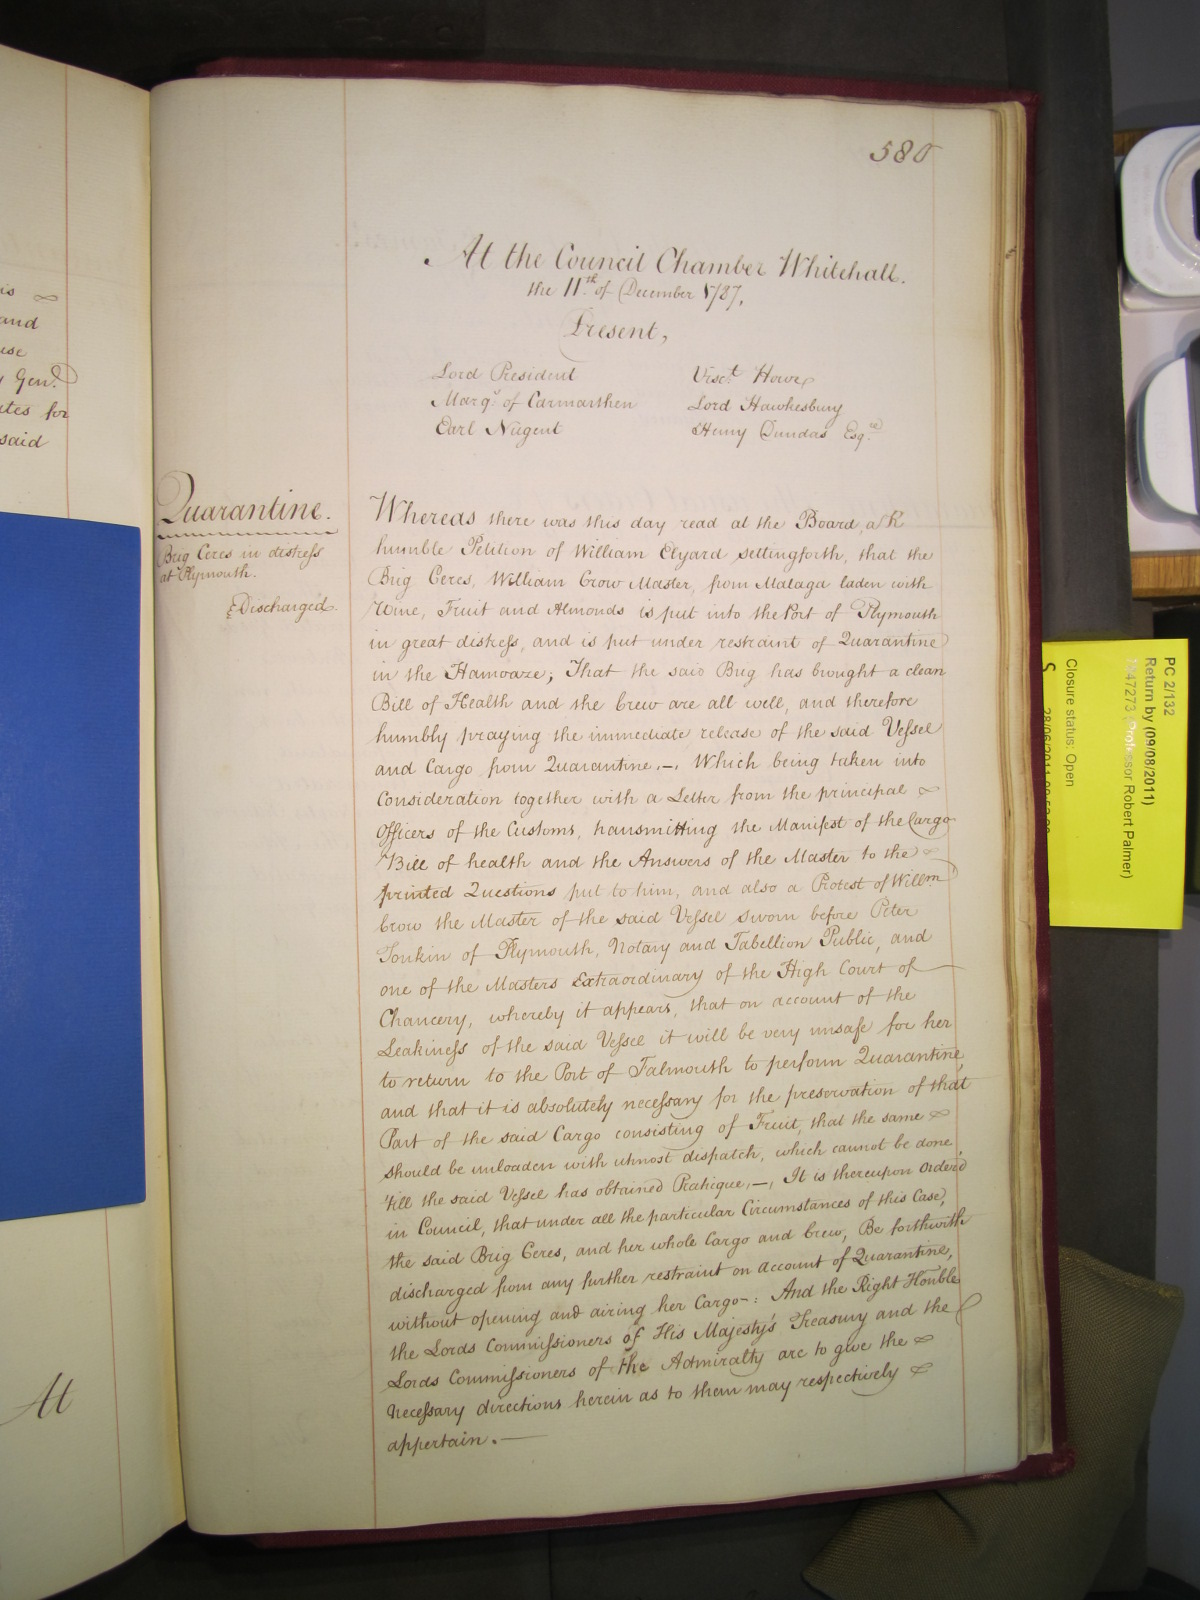 580
At the Council Chamber Whitehall.
the 11th of December 1787,
Present,
Lord President
Marqs. of Carmarthen
Earl Nugent
Visct. Howe
Lord Hawkesbury
Henry Dundas Esqre.
Quarantine.
Brig Ceres in distress
at Plymouth.
Discharged.
Whereas there was this day read at the Board, a
humble Petition of William Elyard settingforth, that the
Brig Ceres, William Crow Master, from Malaga laden with
Wine, Fruit and Almonds is put into the Port of Plymouth
in great distress, and is put under restraint of Quarantine
in the Hamoaze; That the said Brig has brought a clean
Bill of Health and the Crew are all well, and therefore
humbly praying the immediate release of the said Vessel
and Cargo from Quarantine.—. Which being taken into
Consideration together with a Letter from the principal
Officers of the Customs, transmitting the Manifest of the Cargo
Bill of health and the Answers of the Master to the
printed Questions put to him, and also a Protest of Willm
Crow the Master of the said Vessel sworn before Peter
Tonkin of Plymouth, Notary and Tabellion Public, and
one of the Masters Extraordinary of the High Court of
Chancery, whereby it appears, that on account of the
Leakiness of the said Vessel it will be very unsafe for her
to return to the Port of Falmouth to perform Quarantine,
and that it is absolutely necessary for the preservation of that
Part of the said Cargo consisting of Fruit, that the same
should be unloaden with utmost dispatch, which cannot be done,
'till the said Vessel has obtained Pratique,—, It is thereupon Ordered
in Council, that under all the particular Circumstances of this Case,
the said Brig Ceres, and her whole Cargo and Crew, Be forthwith
discharged from any further restraint on account of Quarantine,
without opening and airing her Cargo—: And the Right Honble
the Lords Commissioners of His Majesty's Treasury and the
Lords Commissioners of the Admiralty are to give the
necessary directions herein as to them may respectively
appertain.—
is
and
use
Genl.
ates for
said
At
PC 2/132
Return by (09/08/2011)
(Professor Robert Palmer)
Closure status: Open